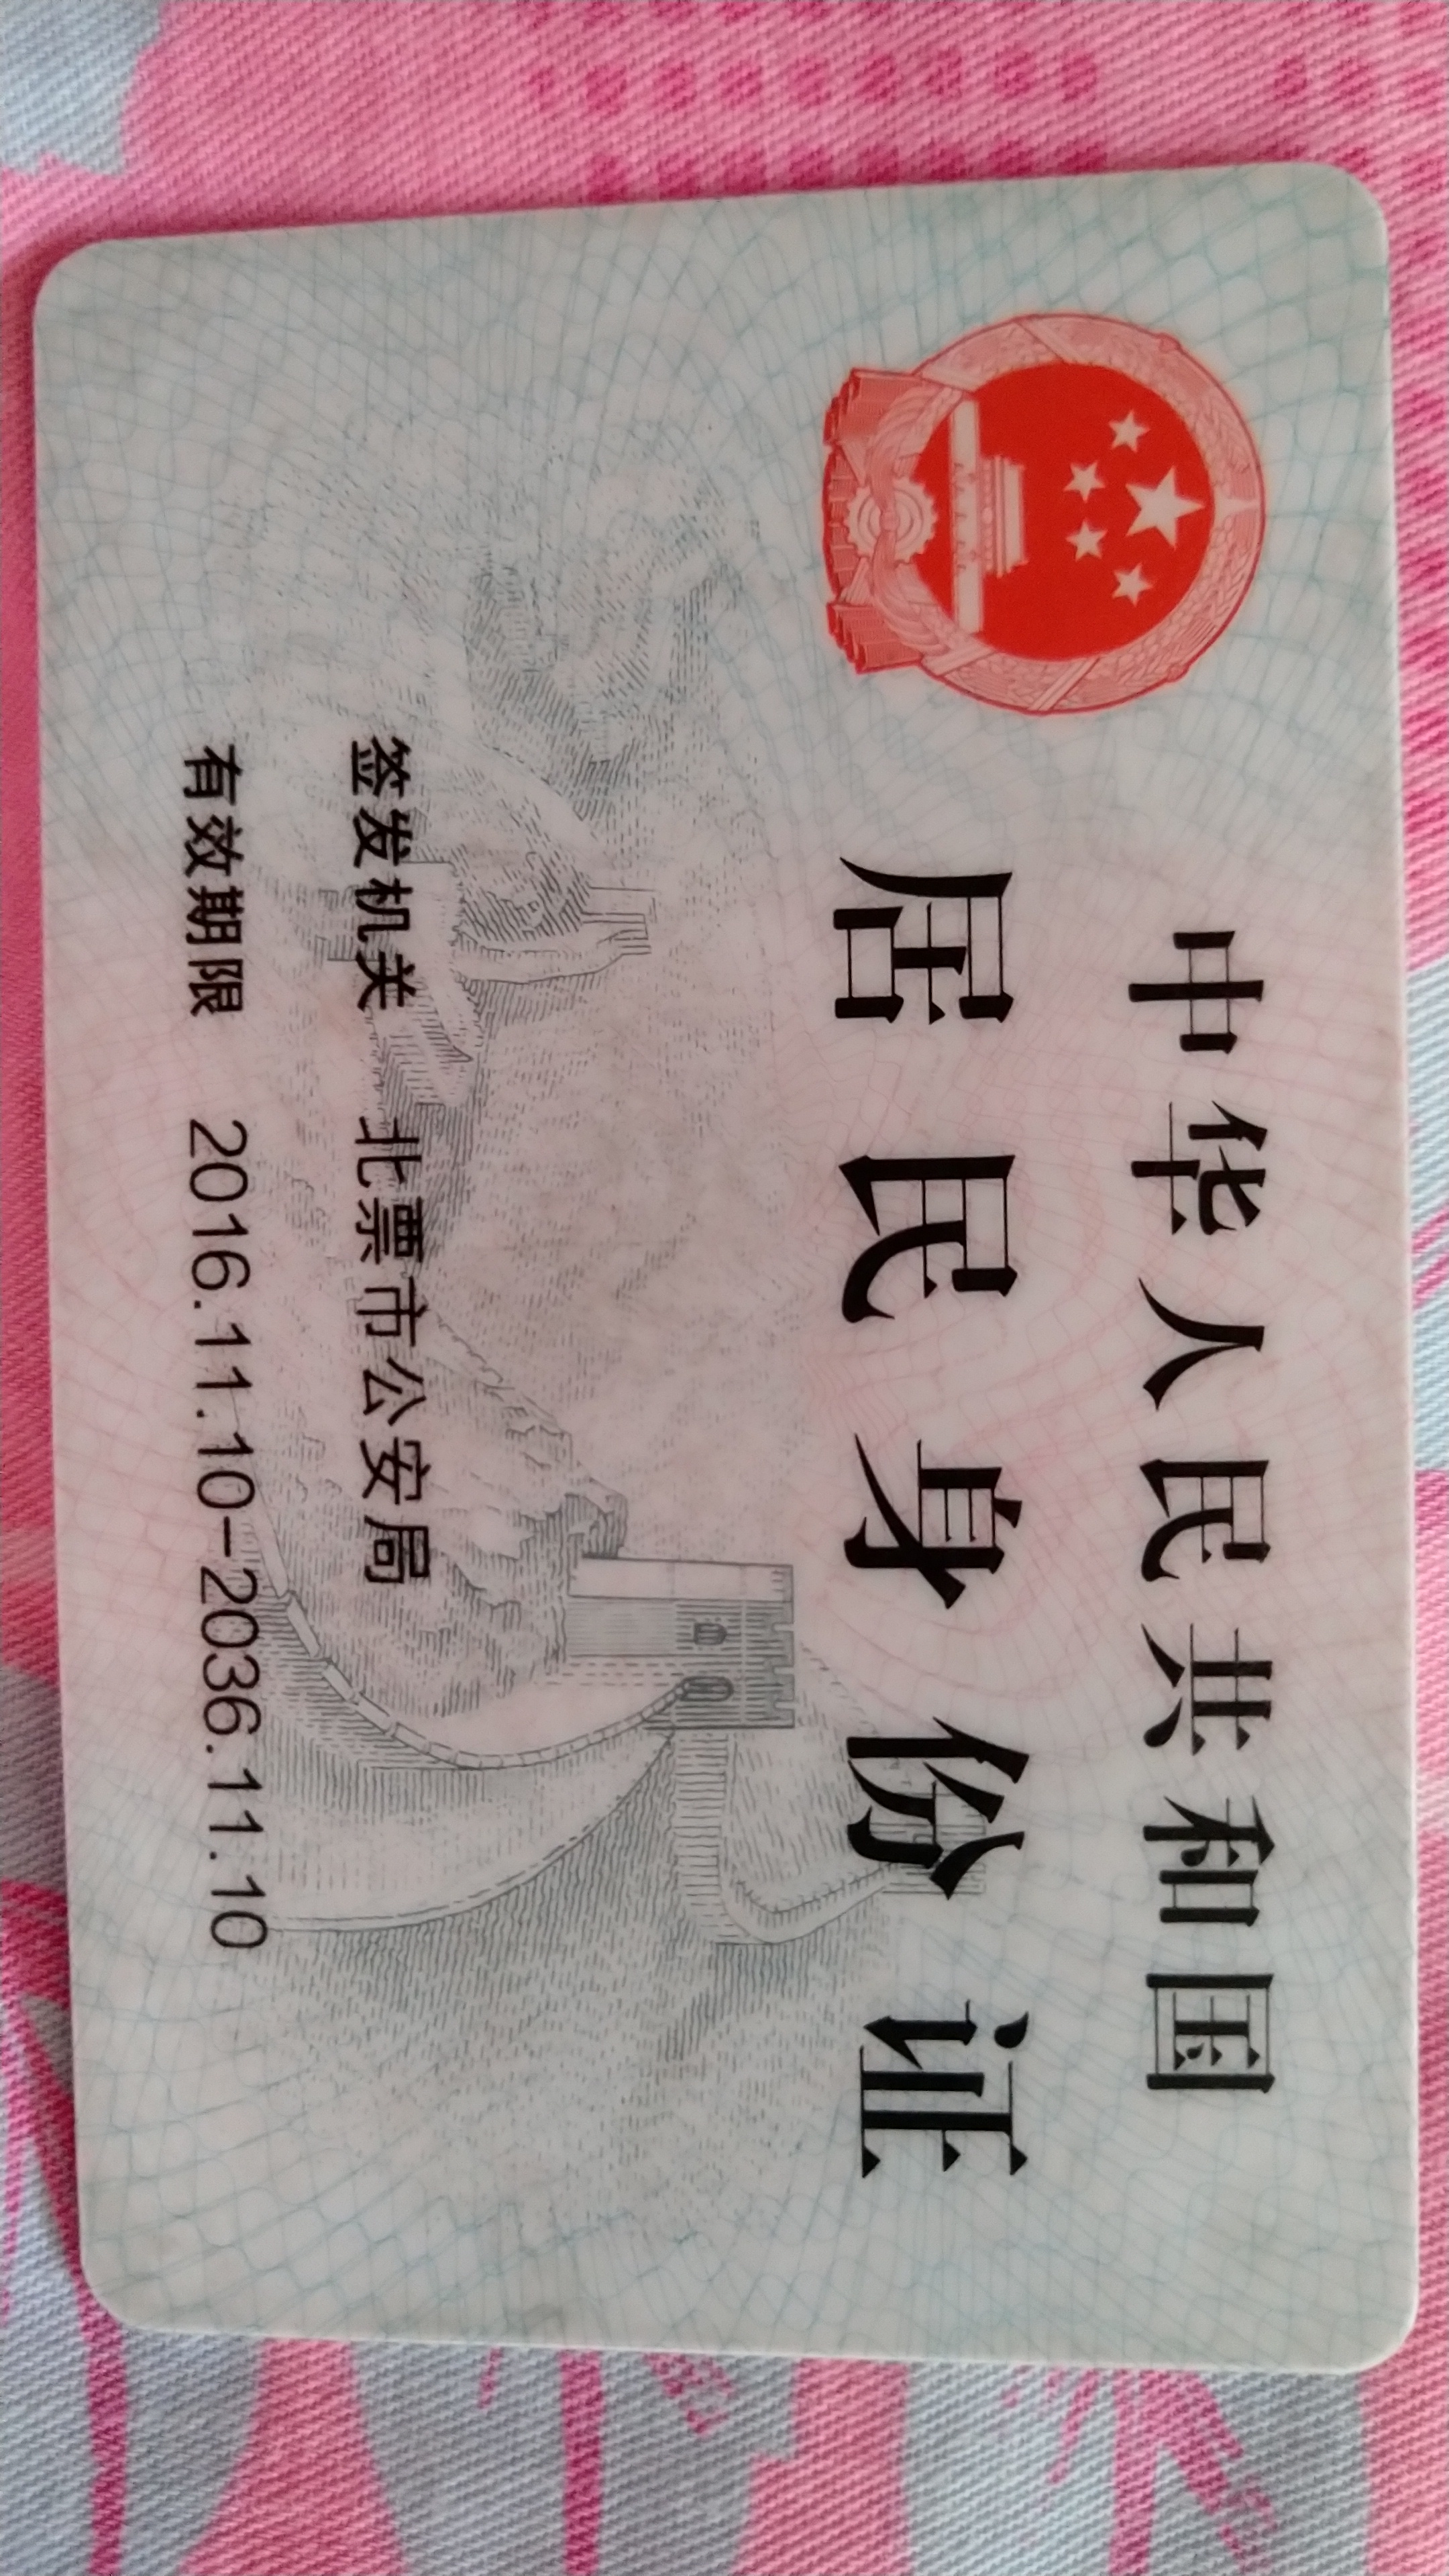 中华人民共和国
居民身份证
签发机关 北票市公安局
有效期限 2016.11.10-2036.11.10